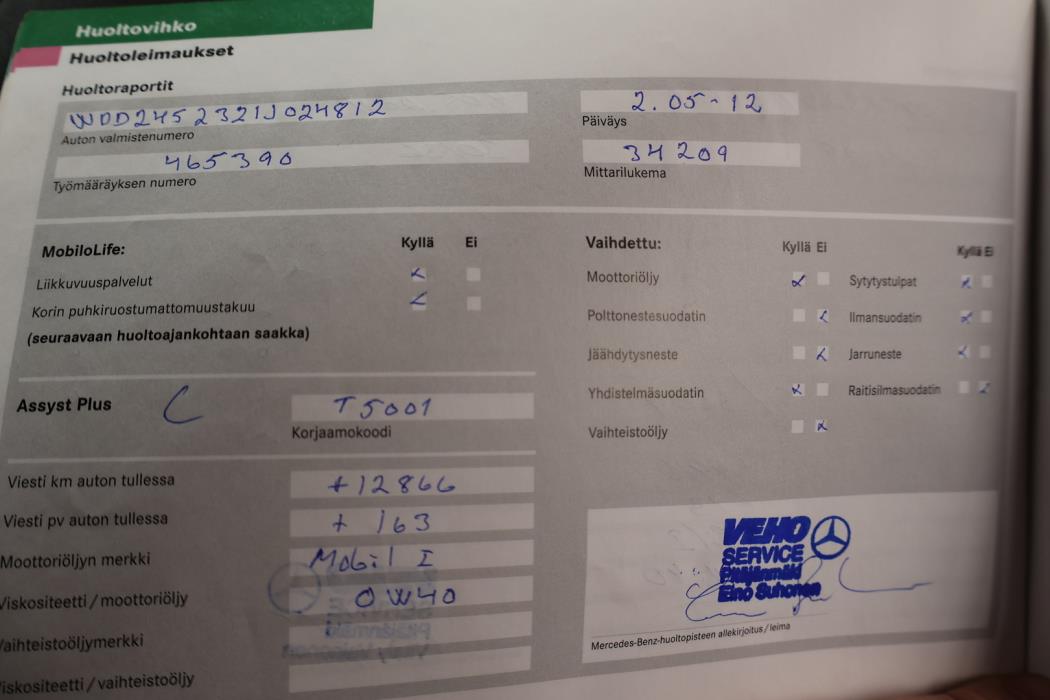 Huoltovihko
Huoltoleimaukset
Huoltoraportit
WDD2452321J024812
Auton valmistenumero
2.05-12
Päiväys
465390
Työmääräyksen numero
34209
Mittarilukema
MobiloLife:
Kyllä Ei
Liikkuvuuspalvelut
Korin puhkiruostumattomuustakuu
(seuraavaan huoltoajankohtaan saakka)
Vaihdettu:
Kyllä Ei
Kyllä Ei
Moottoriöljy
Sytytystulpat
Polttonestesuodatin
Ilmansuodatin
Jäähdytysneste
Jarruneste
Yhdistelmäsuodatin
Raitisilmasuodatin
Vaihteistoöljy
Assyst Plus C
T5001
Korjaamokoodi
Viesti km auton tullessa
+12866
Viesti pv auton tullessa
+ 163
Moottoriöljyn merkki
Mobil I
Viskositeetti / moottoriöljy
0W40
Vaihteistoöljymerkki
Viskositeetti / vaihteistoöljy
VEHO
SERVICE
Pitäjänmäki
Eino Suhonen
Mercedes-Benz-huoltopisteen allekirjoitus / leima